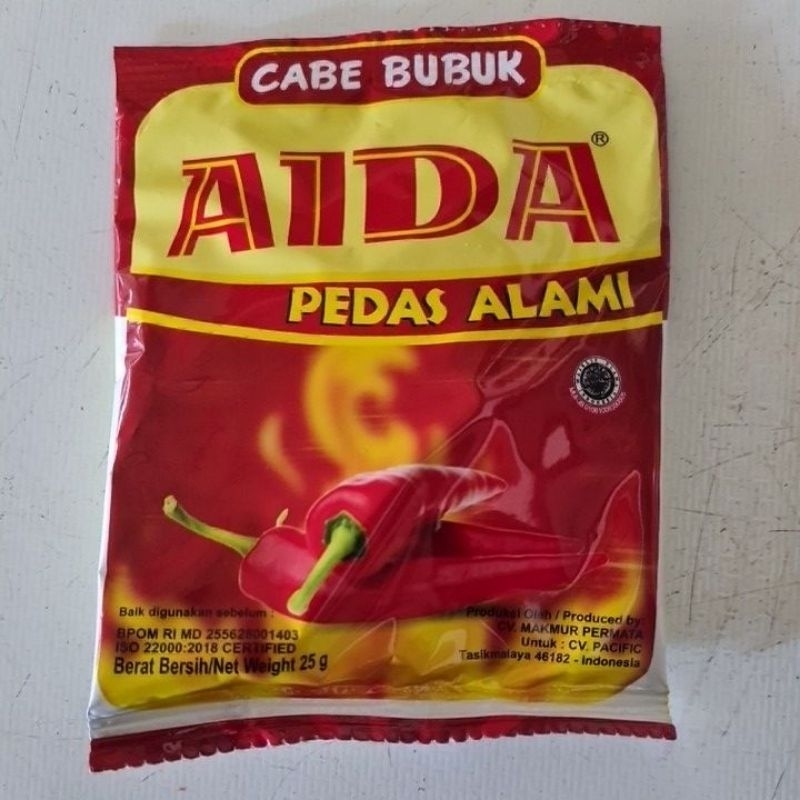 CABE BUBUK
AIDA®
PEDAS ALAMI
Baik digunakan sebelum :
BPOM RI MD 255628001403
ISO 22000:2018 CERTIFIED
Berat Bersih/Net Weight 25 g
Produksi Oleh / Produced by:
CV. MAKMUR PERMATA
Untuk : CV. PACIFIC
Tasikmalaya 46182 - Indonesia